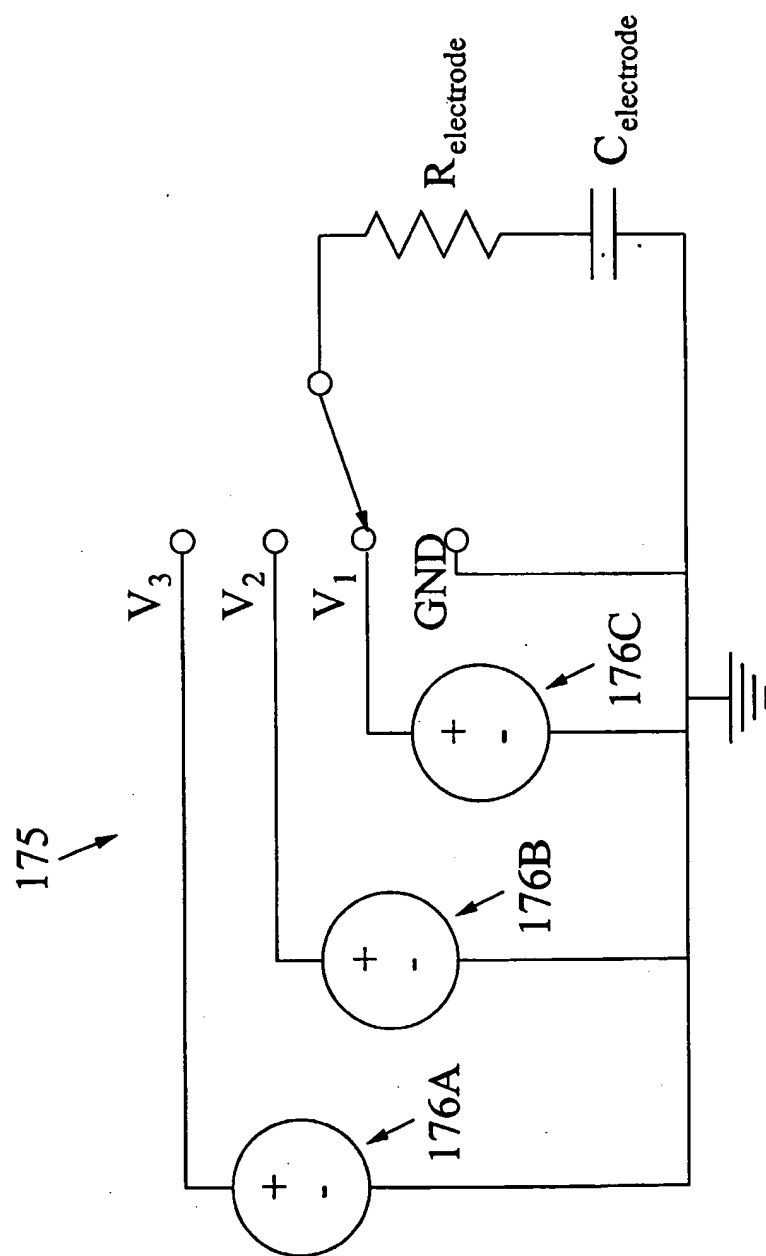 175
V3
V2
V1
GND
176A
176B
176C
+
-
+
-
+
-
Relectrode
Celectrode